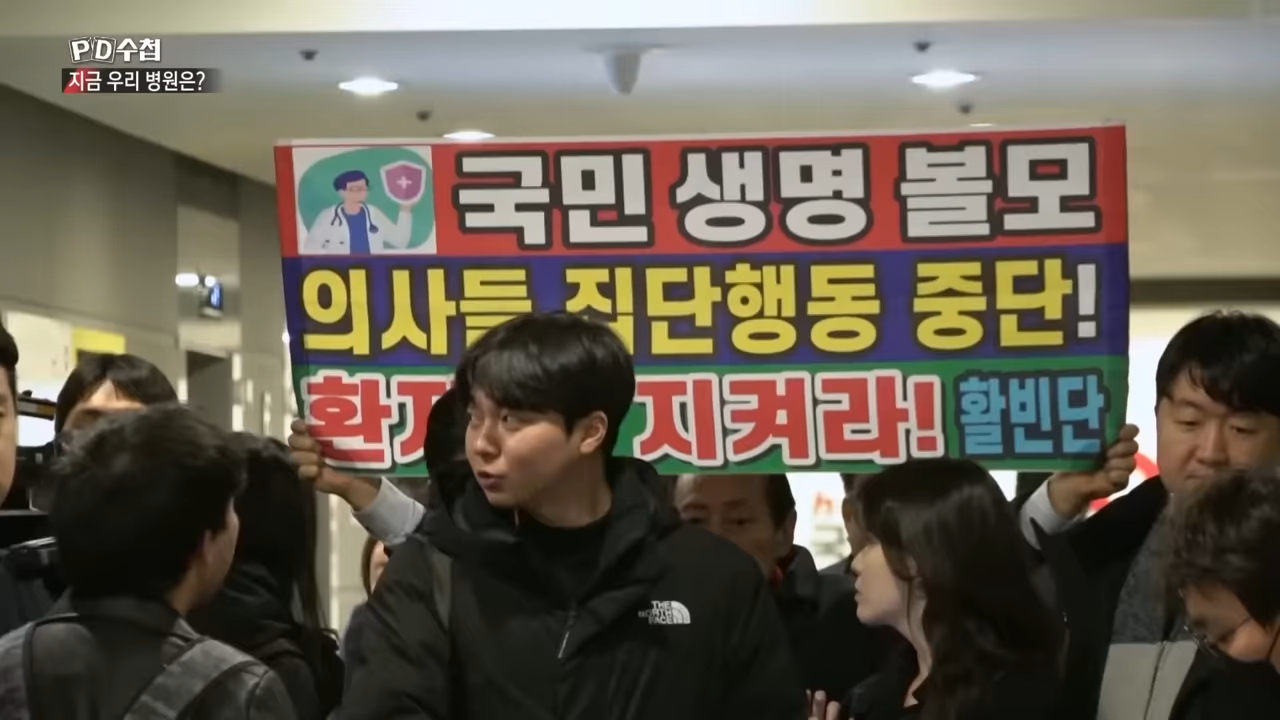 PD수첩
지금 우리 병원은?
국민 생명 볼모
의사들 집단행동 중단!
지켜라! 활빈단
THE
NORTH
FACE